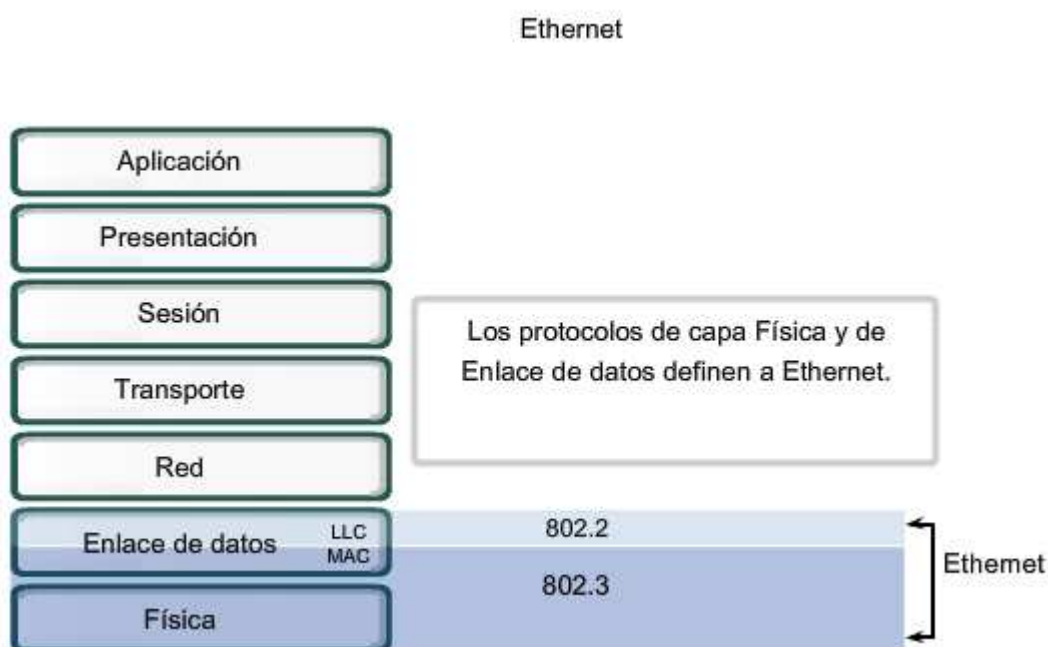 Ethernet
Aplicación
Presentación
Sesión
Transporte
Red
Los protocolos de capa Física y de
Enlace de datos definen a Ethernet.
Enlace de datos
LLC
MAC
Física
802.2
802.3
Ethernet